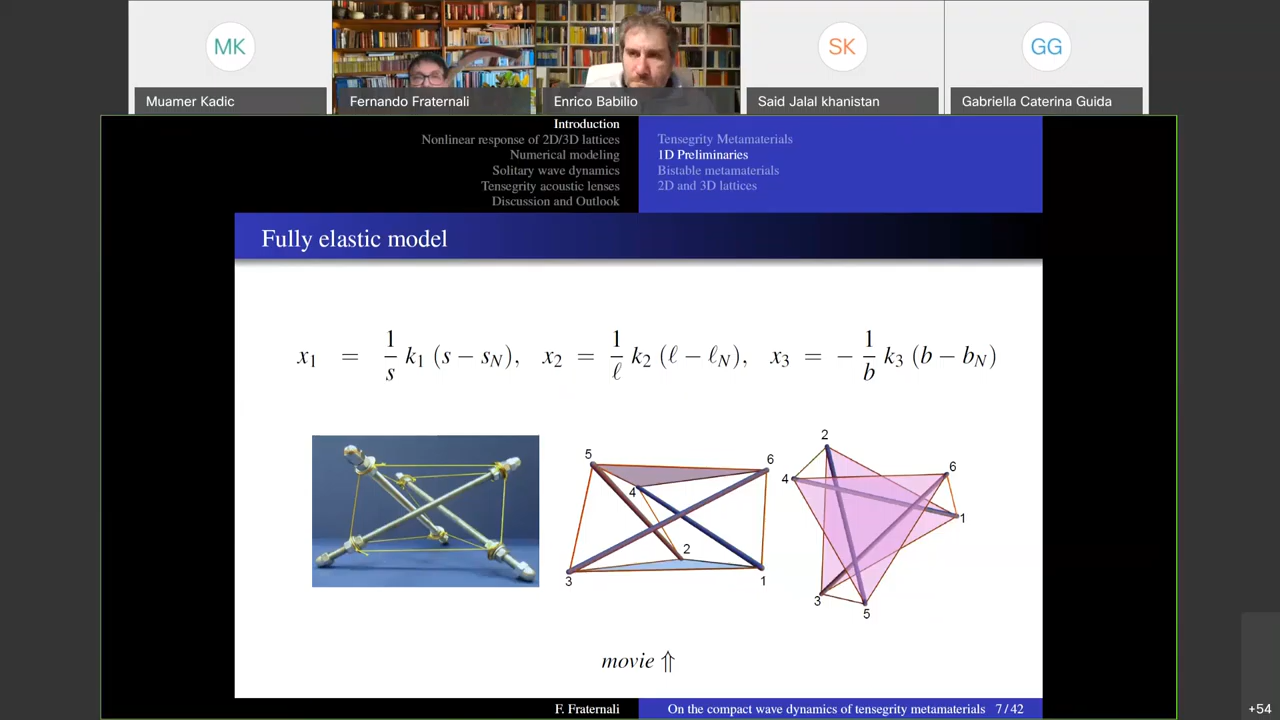 MK
SK
GG
Muamer Kadic
Fernando Fraternali
Enrico Babilio
Said Jalal khanistan
Gabriella Caterina Guida
Introduction
Nonlinear response of 2D/3D lattices
Numerical modeling
Solitary wave dynamics
Tensegrity acoustic lenses
Discussion and Outlook
Tensegrity Metamaterials
1D Preliminaries
Bistable metamaterials
2D and 3D lattices
Fully elastic model
x₁ = 1/s k₁ (s − s_N), x₂ = 1/ℓ k₂ (ℓ − ℓ_N), x₃ = − 1/b k₃ (b − b_N)
5
6
4
2
3
1
2
4
6
1
3
5
movie ⇑
F. Fraternali
On the compact wave dynamics of tensegrity metamaterials
7 / 42
+54